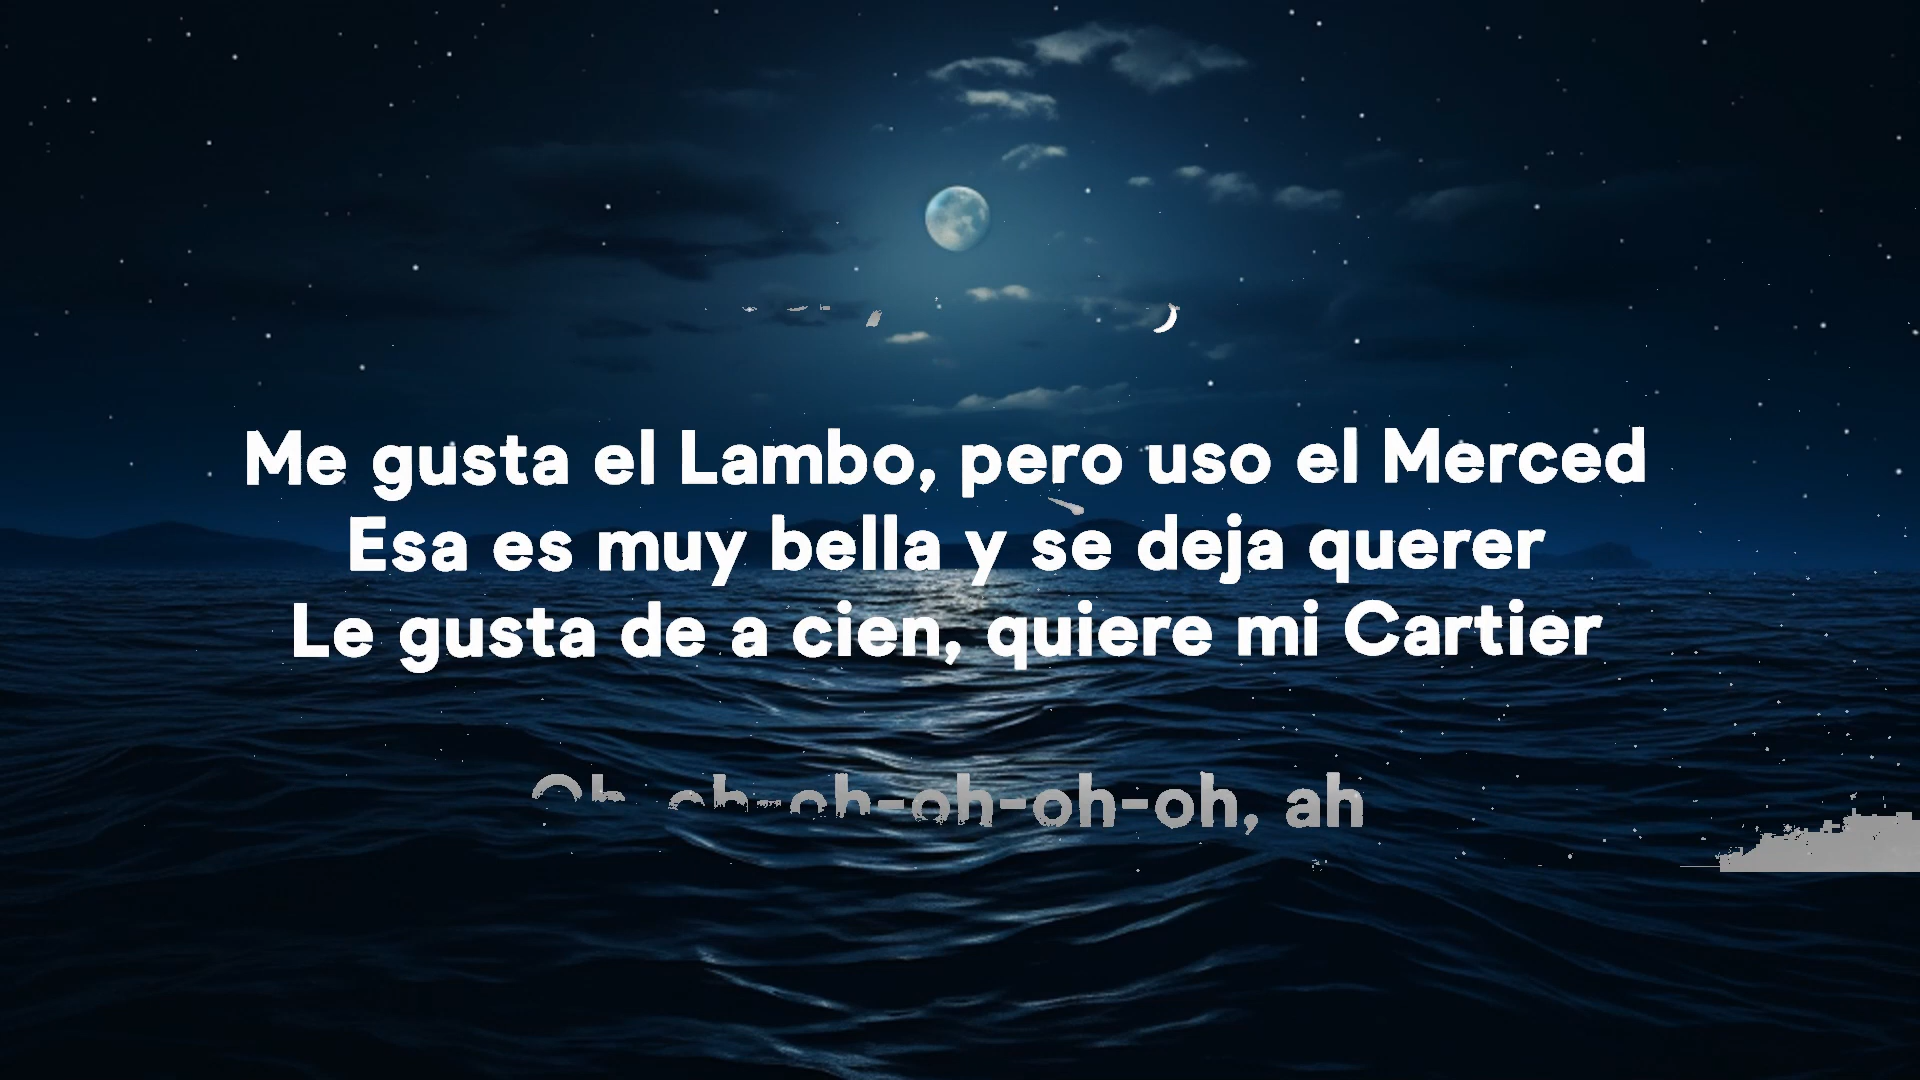 Me gusta el Lambo, pero uso el Merced
Esa es muy bella y se deja querer
Le gusta de a cien, quiere mi Cartier
Oh, oh-oh-oh-oh-oh, ah